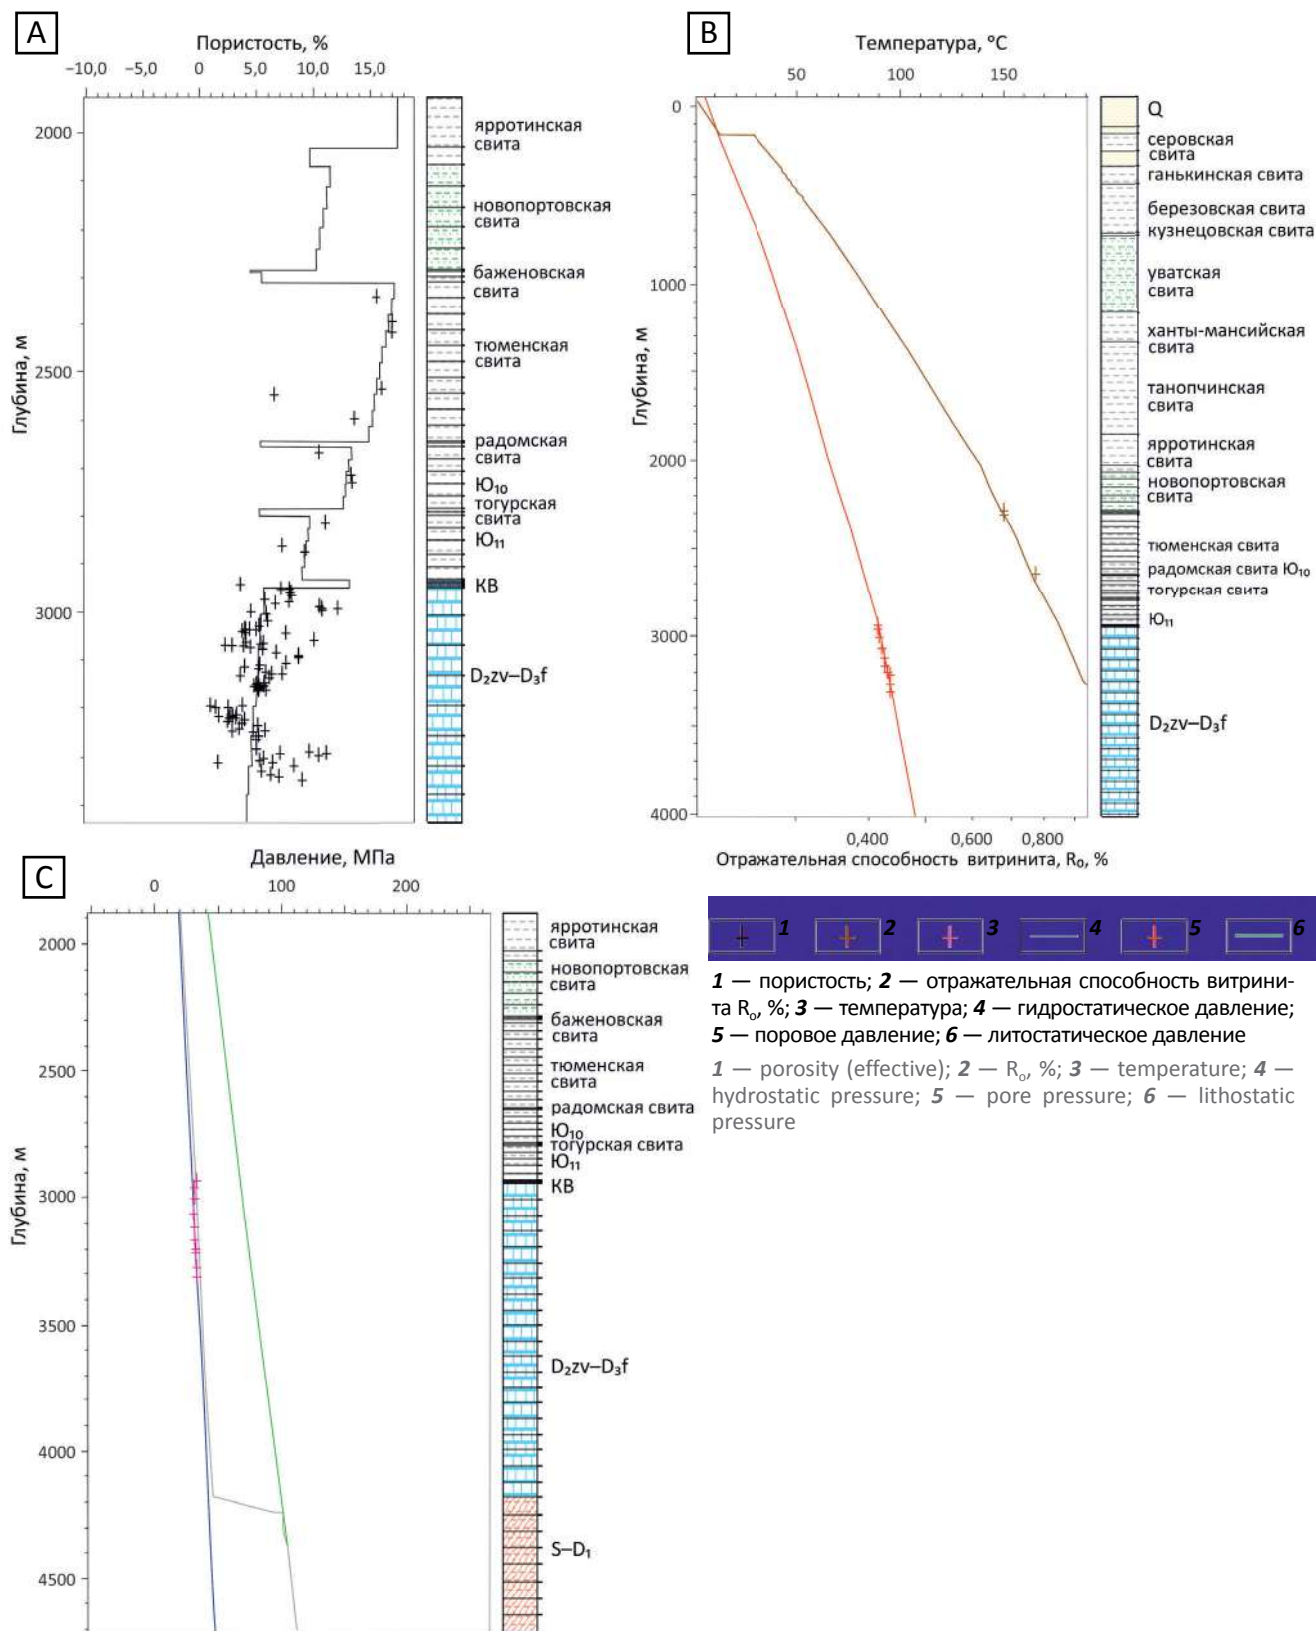 A
Пористость, %
−10,0 −5,0 0 5,0 10,0 15,0
Глубина, м
2000
2500
3000
ярротинская
свита
новопортовская
свита
баженовская
свита
тюменская
свита
радомская
свита
Ю₁₀
тогурская
свита
Ю₁₁
КВ
D₂zv–D₃f
B
Температура, °С
50 100 150
Глубина, м
0
1000
2000
3000
4000
0,400 0,600 0,800
Отражательная способность витринита, R₀, %
Q
серовская
свита
ганькинская свита
березовская свита
кузнецовская свита
уватская
свита
ханты-мансийская
свита
танопчинская
свита
ярротинская
свита
новопортовская
свита
тюменская свита
радомская свита Ю₁₀
тогурская свита
Ю₁₁
D₂zv–D₃f
C
Давление, МПа
0 100 200
Глубина, м
2000
2500
3000
3500
4000
4500
ярротинская
свита
новопортовская
свита
баженовская
свита
тюменская
свита
радомская свита
Ю₁₀
тогурская свита
Ю₁₁
КВ
D₂zv–D₃f
S–D₁
1 2 3 4 5 6
1 — пористость; 2 — отражательная способность витрини-
та Rₒ, %; 3 — температура; 4 — гидростатическое давление;
5 — поровое давление; 6 — литостатическое давление
1 — porosity (effective); 2 — Rₒ, %; 3 — temperature; 4 —
hydrostatic pressure; 5 — pore pressure; 6 — lithostatic
pressure